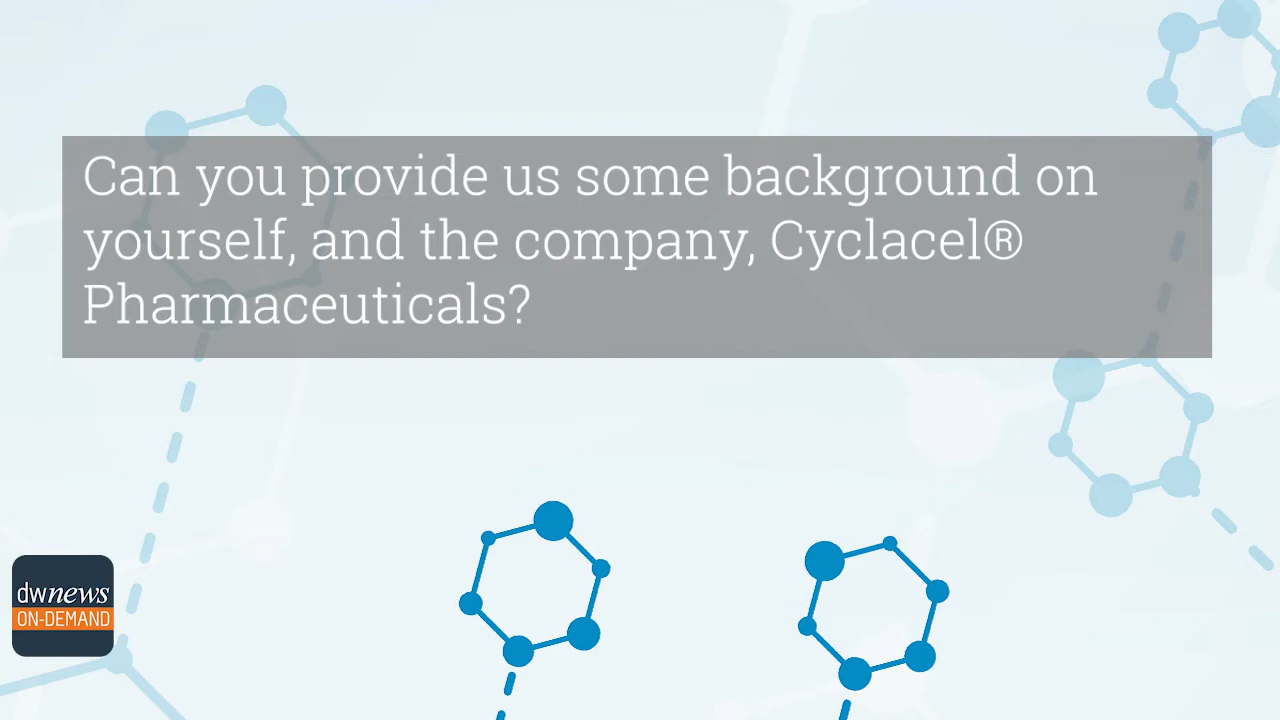 Can you provide us some background on
yourself, and the company, Cyclacel®
Pharmaceuticals?
dwnews
ON-DEMAND